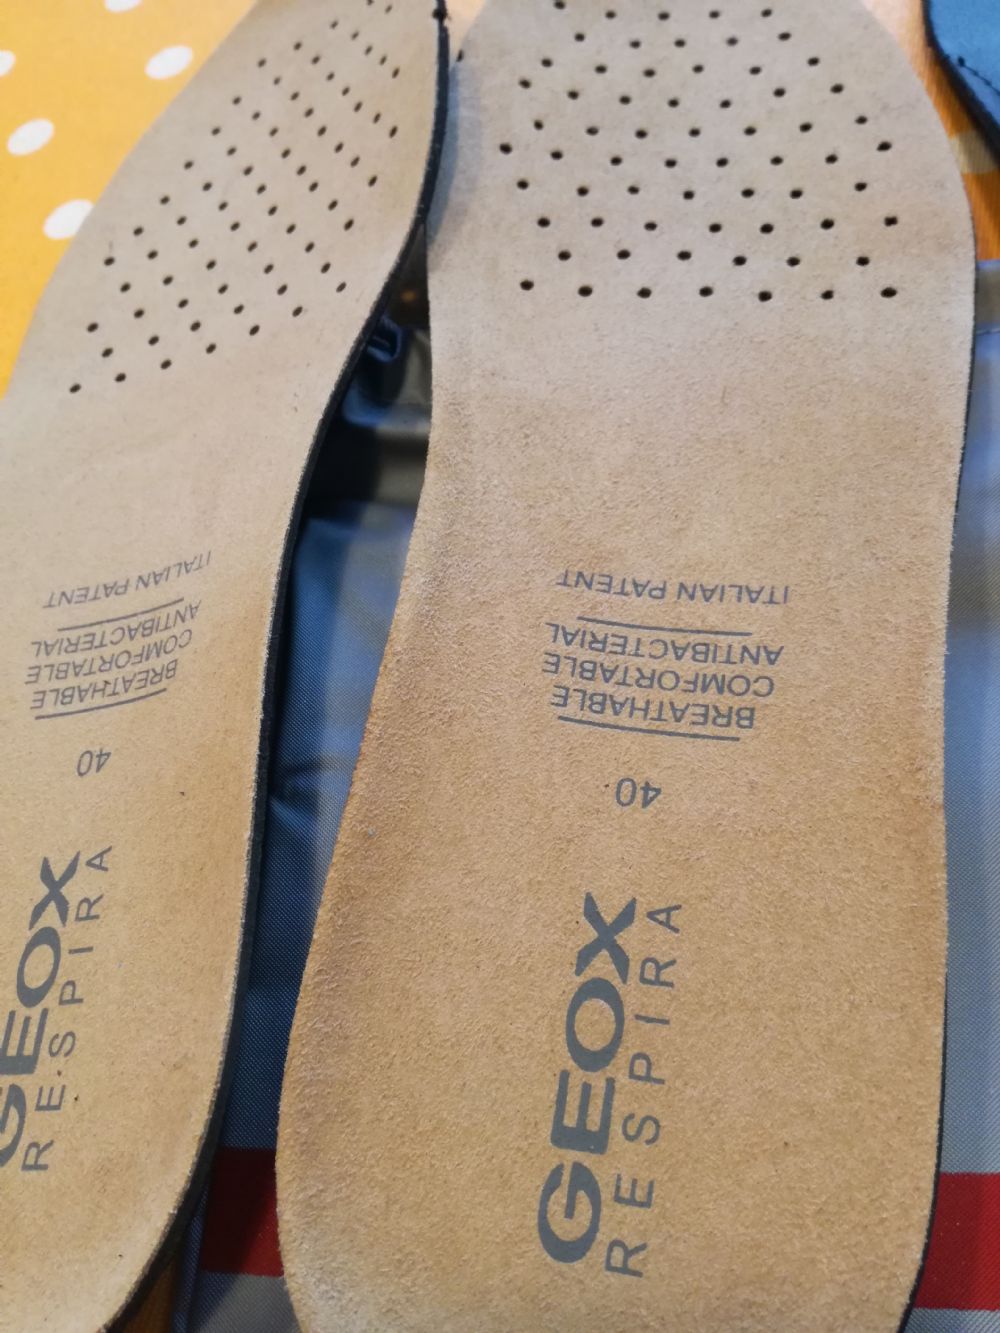 GEOX
RESPIRA
40
BREATHABLE
COMFORTABLE
ANTIBACTERIAL
ITALIAN PATENT
GEOX
RESPIRA
40
BREATHABLE
COMFORTABLE
ANTIBACTERIAL
ITALIAN PATENT